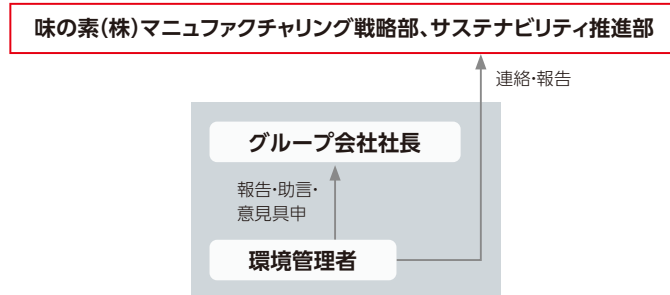 味の素(株)マニュファクチャリング戦略部、サステナビリティ推進部
連絡・報告
グループ会社社長
報告・助言・
意見具申
環境管理者